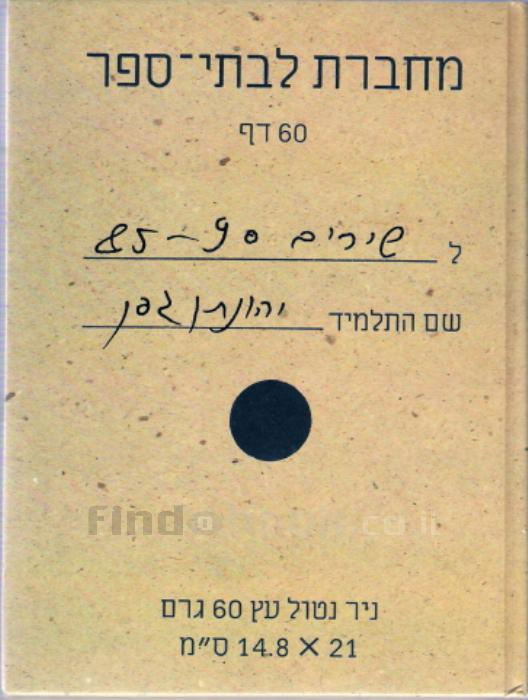 מחברת לבתי־ספר
60 דף
ל שירים 85-90
שם התלמיד יהונתן גפן
ניר נטול עץ 60 גרם
21 × 14.8 ס״מ